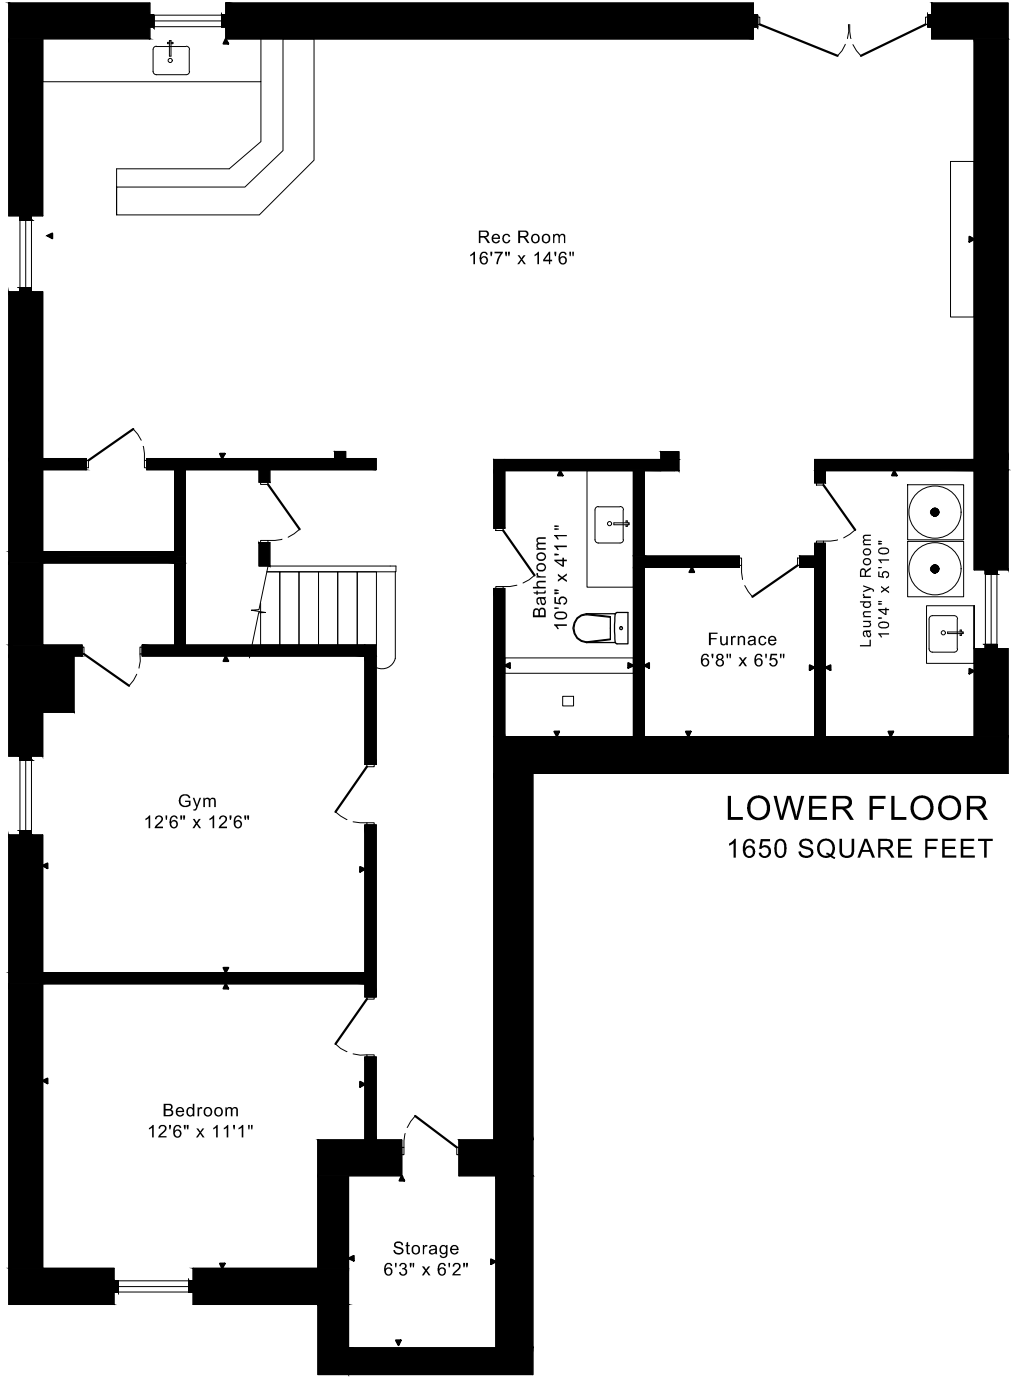 Rec Room
16'7" x 14'6"
Bathroom
10'5" x 4'11"
Laundry Room
10'4" x 5'10"
Furnace
6'8" x 6'5"
Gym
12'6" x 12'6"
LOWER FLOOR
1650 SQUARE FEET
Bedroom
12'6" x 11'1"
Storage
6'3" x 6'2"